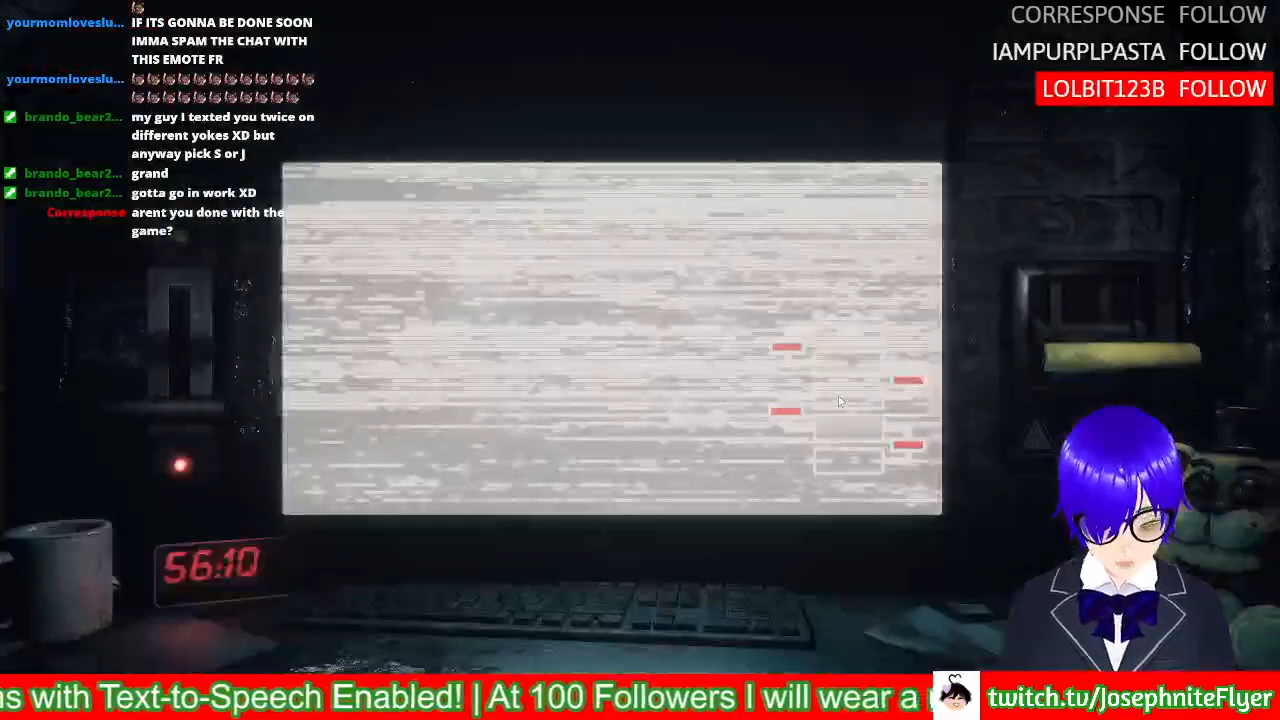 yourmomloveslu... IF ITS GONNA BE DONE SOON
IMMA SPAM THE CHAT WITH
THIS EMOTE FR
yourmomloveslu...
brando_bear2... my guy I texted you twice on
different yokes XD but
anyway pick S or J
brando_bear2... grand
brando_bear2... gotta go in work XD
Corresponse arent you done with the
game?
CORRESPONSE FOLLOW
IAMPURPLPASTA FOLLOW
LOLBIT123B FOLLOW
56:10
ns with Text-to-Speech Enabled! | At 100 Followers I will wear a
twitch.tv/JosephniteFlyer